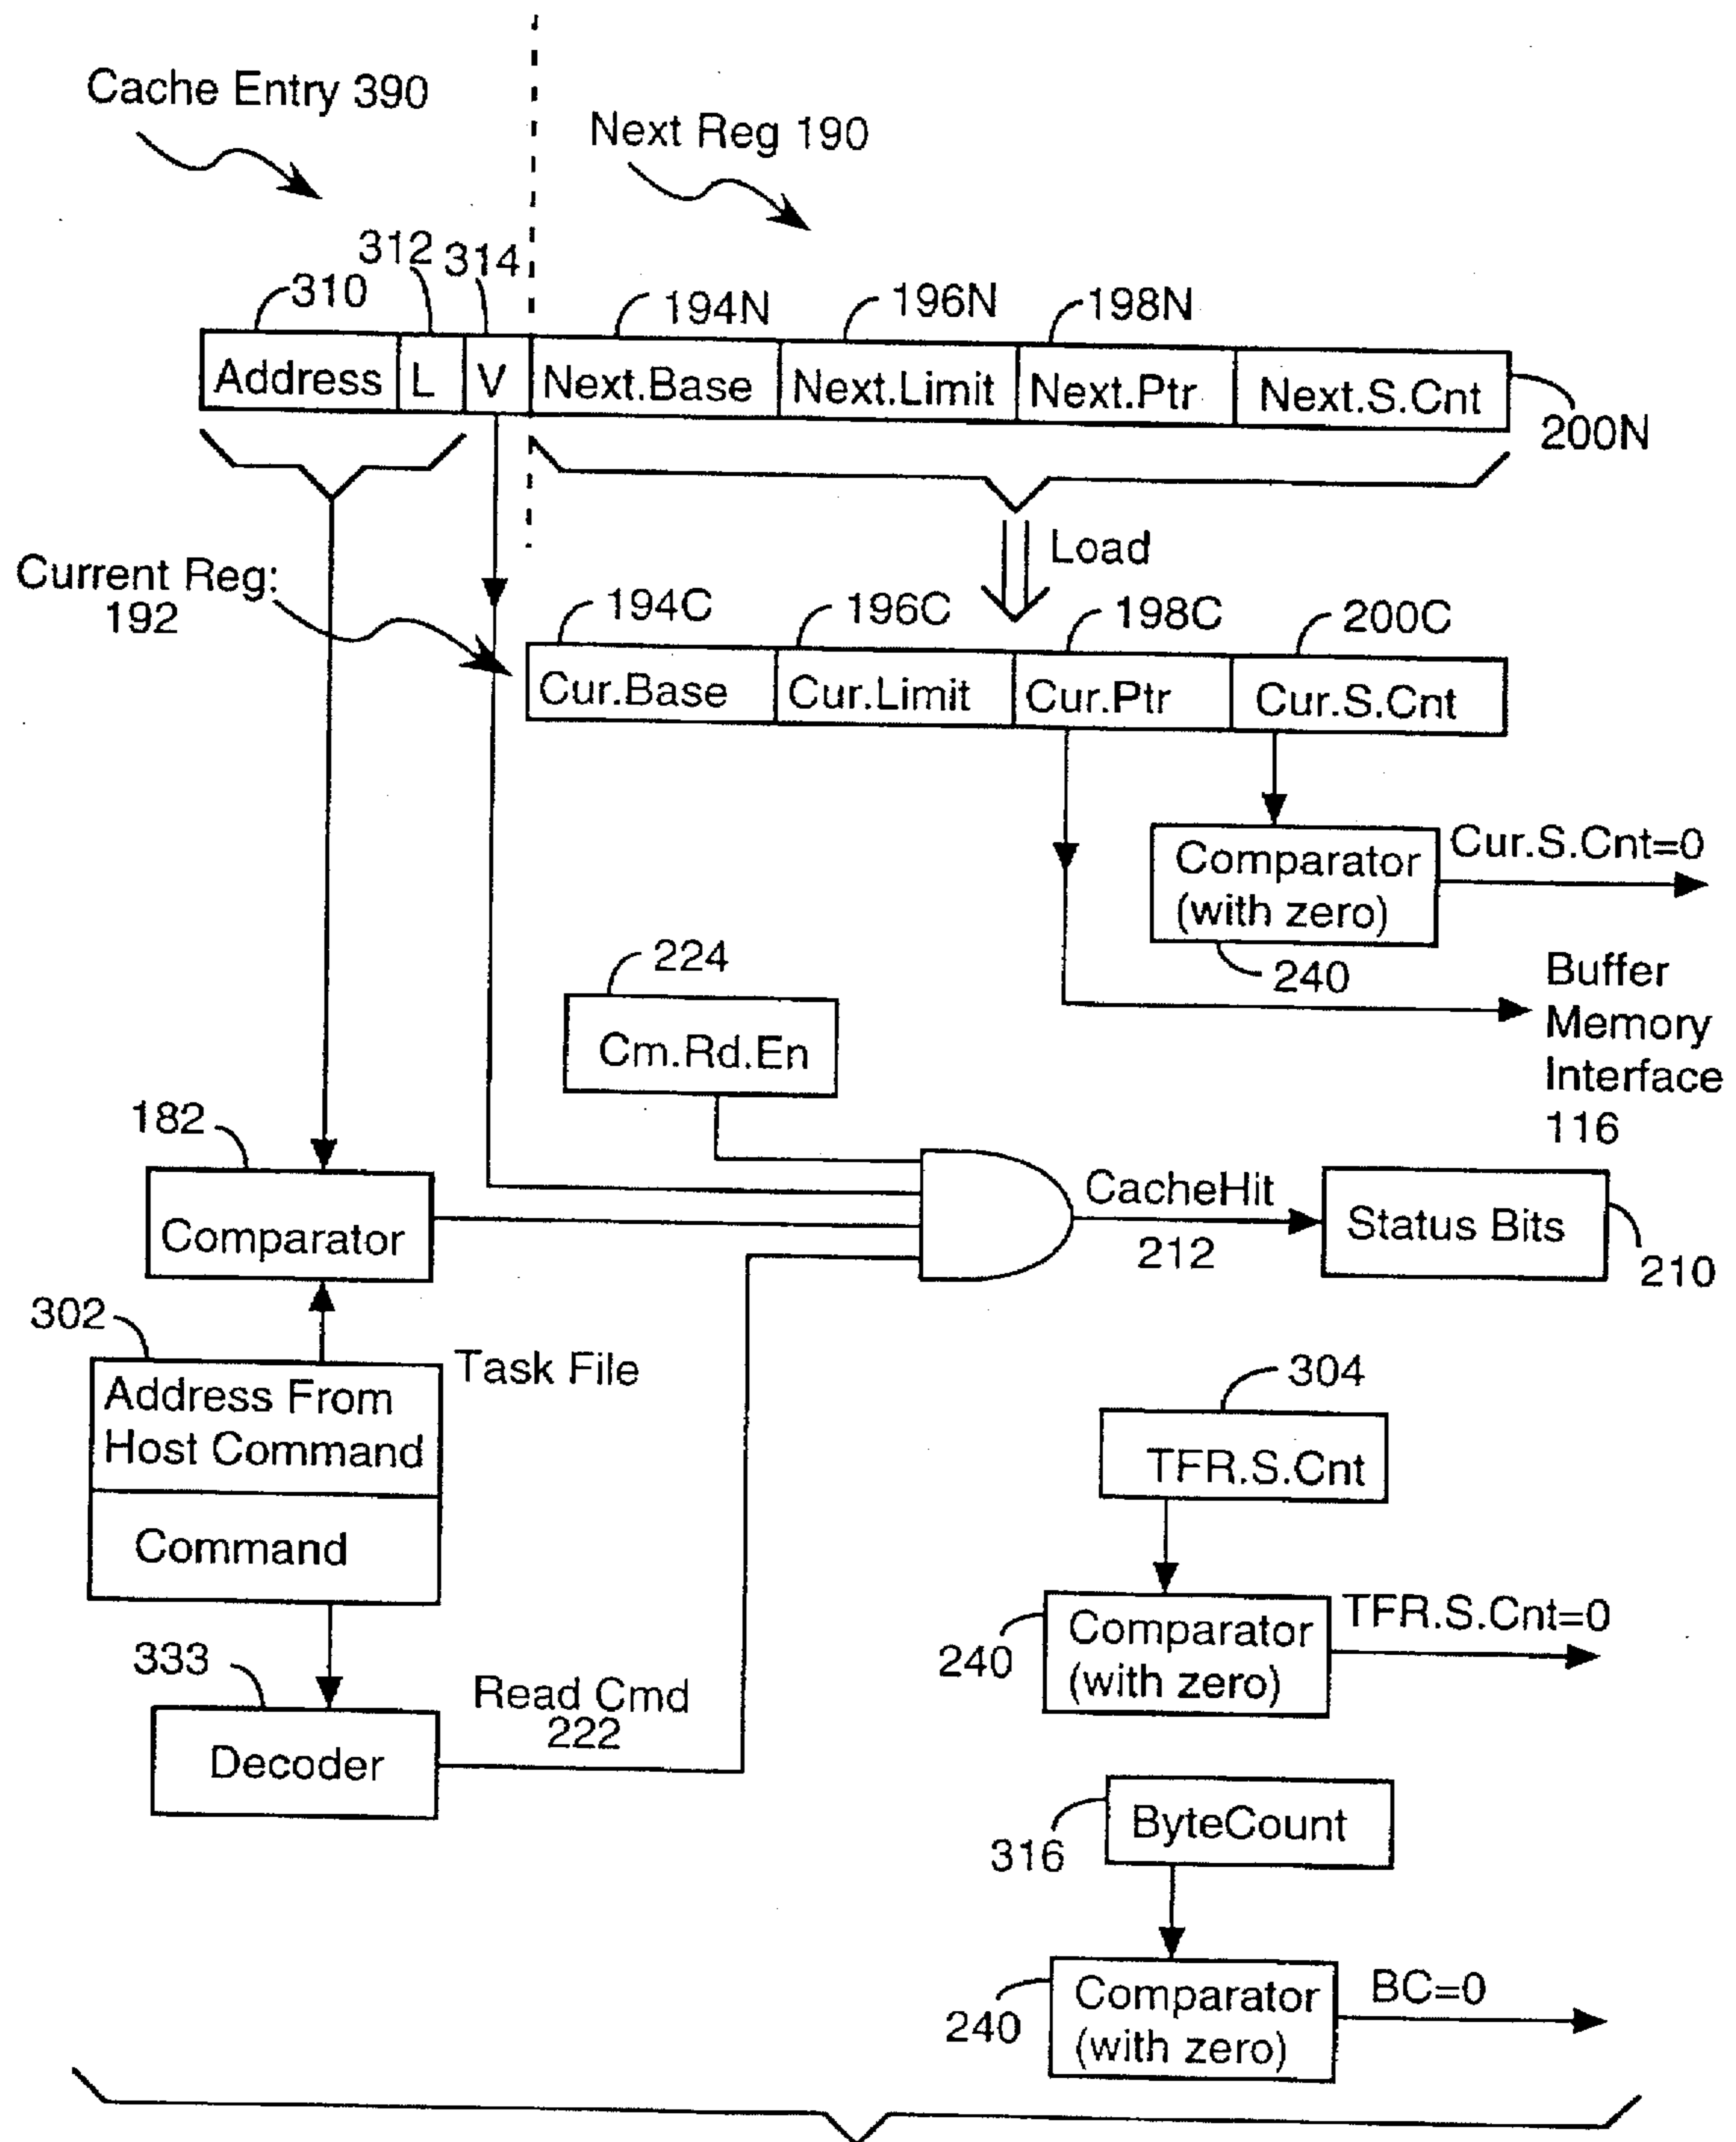 Cache Entry 390
Next Reg 190
310
312
314
194N
196N
198N
Address
L
V
Next.Base
Next.Limit
Next.Ptr
Next.S.Cnt
200N
Load
Current Reg:
192
194C
196C
198C
200C
Cur.Base
Cur.Limit
Cur.Ptr
Cur.S.Cnt
Comparator
(with zero)
Cur.S.Cnt=0
240
Buffer
Memory
Interface
116
224
Cm.Rd.En
182
Comparator
CacheHit
212
Status Bits
210
302
Task File
Address From
Host Command
Command
304
TFR.S.Cnt
333
Decoder
Read Cmd
222
240
Comparator
(with zero)
TFR.S.Cnt=0
316
ByteCount
240
Comparator
(with zero)
BC=0